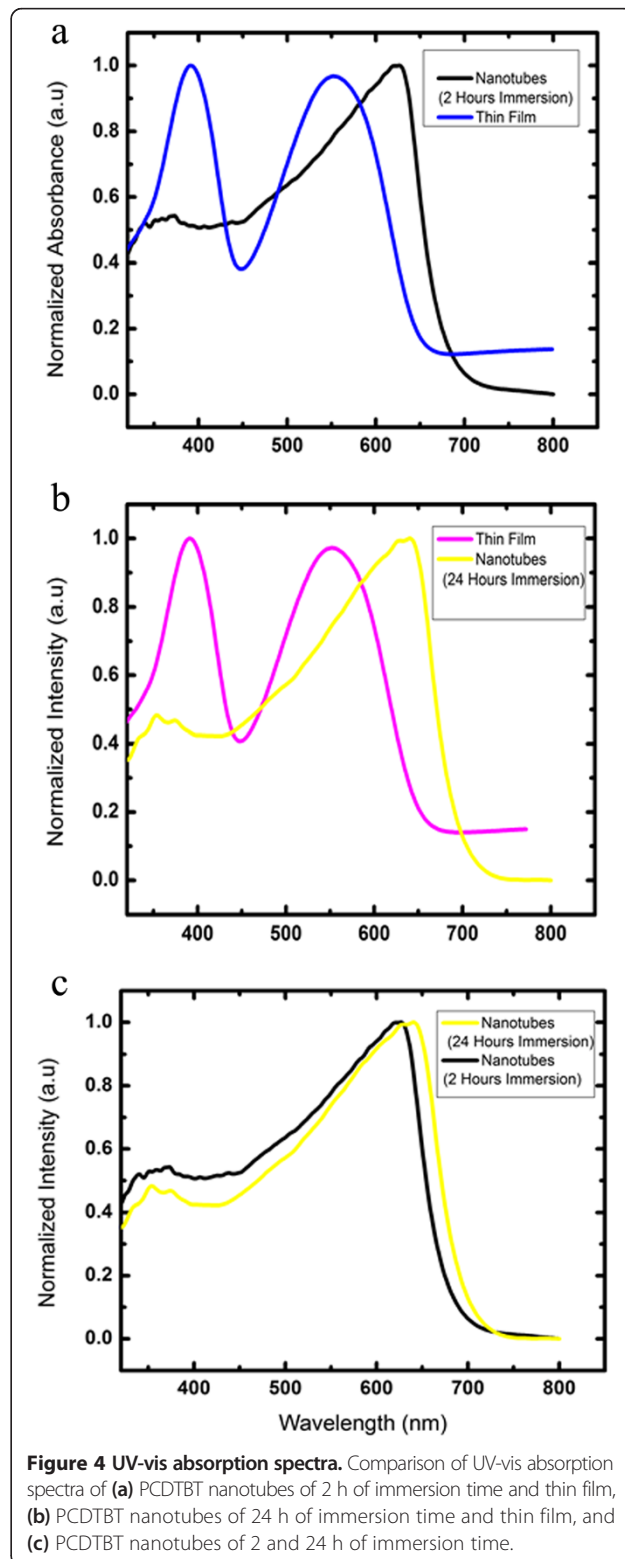 a
Normalized Absorbance (a.u)
1.0
0.8
0.6
0.4
0.2
0.0
Nanotubes
(2 Hours Immersion)
Thin Film
400 500 600 700 800
b
Normalized Intensity (a.u)
1.0
0.8
0.6
0.4
0.2
0.0
Thin Film
Nanotubes
(24 Hours Immersion)
400 500 600 700 800
c
Normalized Intensity (a.u)
1.0
0.8
0.6
0.4
0.2
0.0
Nanotubes
(24 Hours Immersion)
Nanotubes
(2 Hours Immersion)
400 500 600 700 800
Wavelength (nm)
Figure 4 UV-vis absorption spectra. Comparison of UV-vis absorption
spectra of (a) PCDTBT nanotubes of 2 h of immersion time and thin film,
(b) PCDTBT nanotubes of 24 h of immersion time and thin film, and
(c) PCDTBT nanotubes of 2 and 24 h of immersion time.